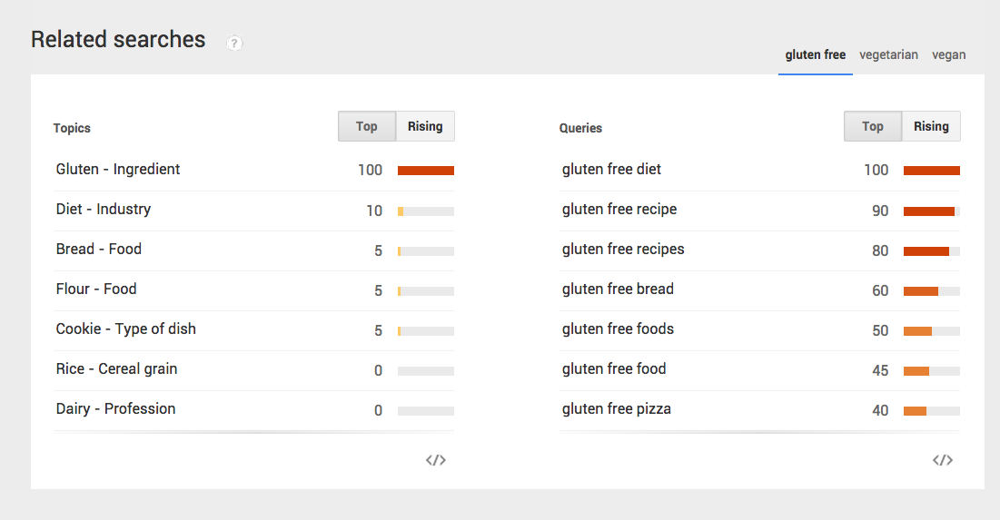 Related searches ?
gluten free vegetarian vegan
Topics Top Rising
Gluten - Ingredient 100
Diet - Industry 10
Bread - Food 5
Flour - Food 5
Cookie - Type of dish 5
Rice - Cereal grain 0
Dairy - Profession 0
</>
Queries Top Rising
gluten free diet 100
gluten free recipe 90
gluten free recipes 80
gluten free bread 60
gluten free foods 50
gluten free food 45
gluten free pizza 40
</>